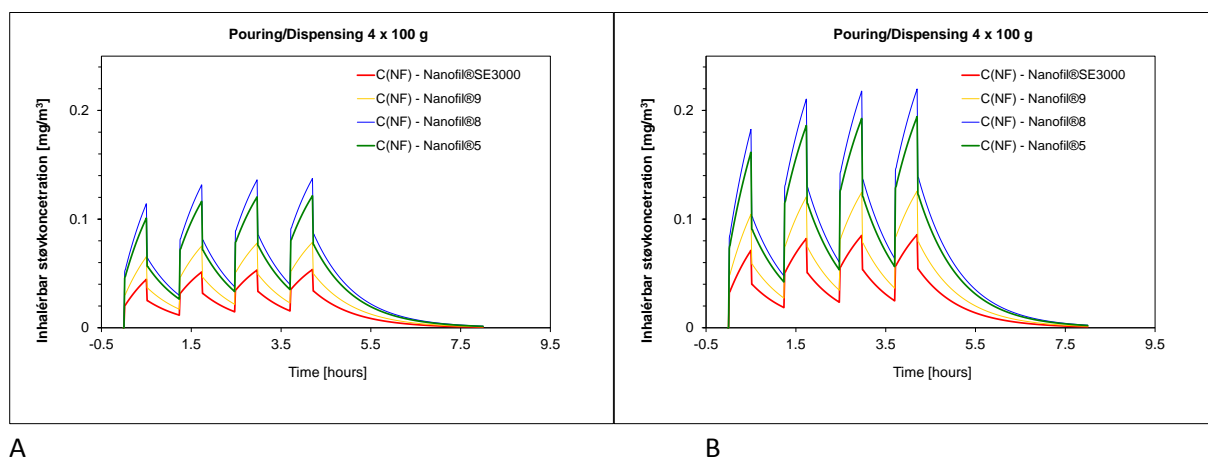 Pouring/Dispensing 4 x 100 g
C(NF) - Nanofil®SE3000
C(NF) - Nanofil®9
C(NF) - Nanofil®8
C(NF) - Nanofil®5
Inhalérbar støvkoncetration [mg/m³]
0.2
0.1
0
-0.5
1.5
3.5
5.5
7.5
9.5
Time [hours]
Pouring/Dispensing 4 x 100 g
C(NF) - Nanofil®SE3000
C(NF) - Nanofil®9
C(NF) - Nanofil®8
C(NF) - Nanofil®5
Inhalérbar støvkoncetration [mg/m³]
0.2
0.1
0
-0.5
1.5
3.5
5.5
7.5
9.5
Time [hours]
A
B